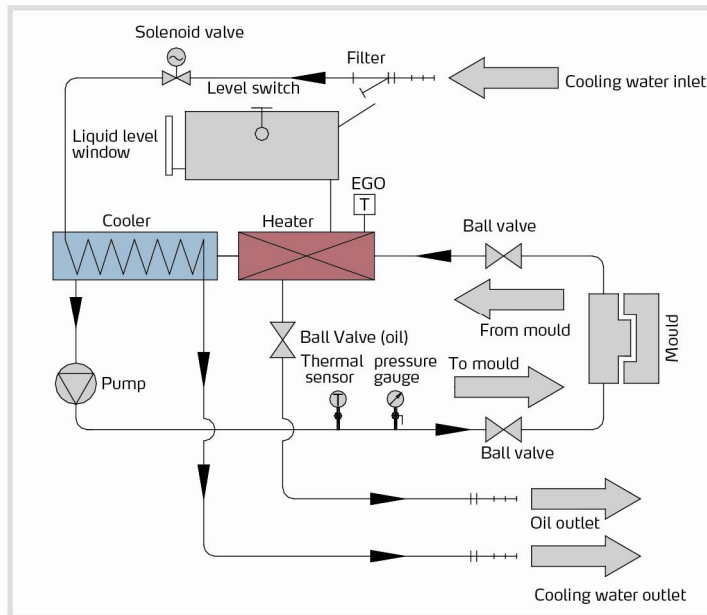 Solenoid valve
Filter
Level switch
Cooling water inlet
Liquid level
window
EGO
T
Cooler
Heater
Ball valve
From mould
Mould
Ball Valve (oil)
Thermal
sensor
pressure
gauge
To mould
Pump
T
Ball valve
Oil outlet
Cooling water outlet